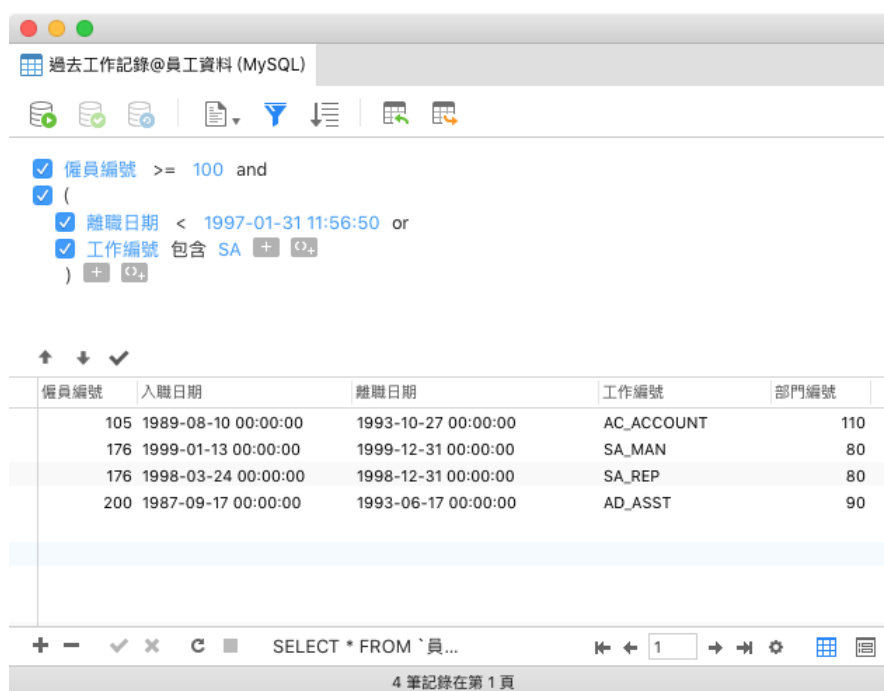 過去工作記錄@員工資料 (MySQL)
僱員編號 >= 100 and
(
離職日期 < 1997-01-31 11:56:50 or
工作編號 包含 SA
)
僱員編號 入職日期 離職日期 工作編號 部門編號
105 1989-08-10 00:00:00 1993-10-27 00:00:00 AC_ACCOUNT 110
176 1999-01-13 00:00:00 1999-12-31 00:00:00 SA_MAN 80
176 1998-03-24 00:00:00 1998-12-31 00:00:00 SA_REP 80
200 1987-09-17 00:00:00 1993-06-17 00:00:00 AD_ASST 90
SELECT * FROM `員... 1
4 筆記錄在第 1 頁